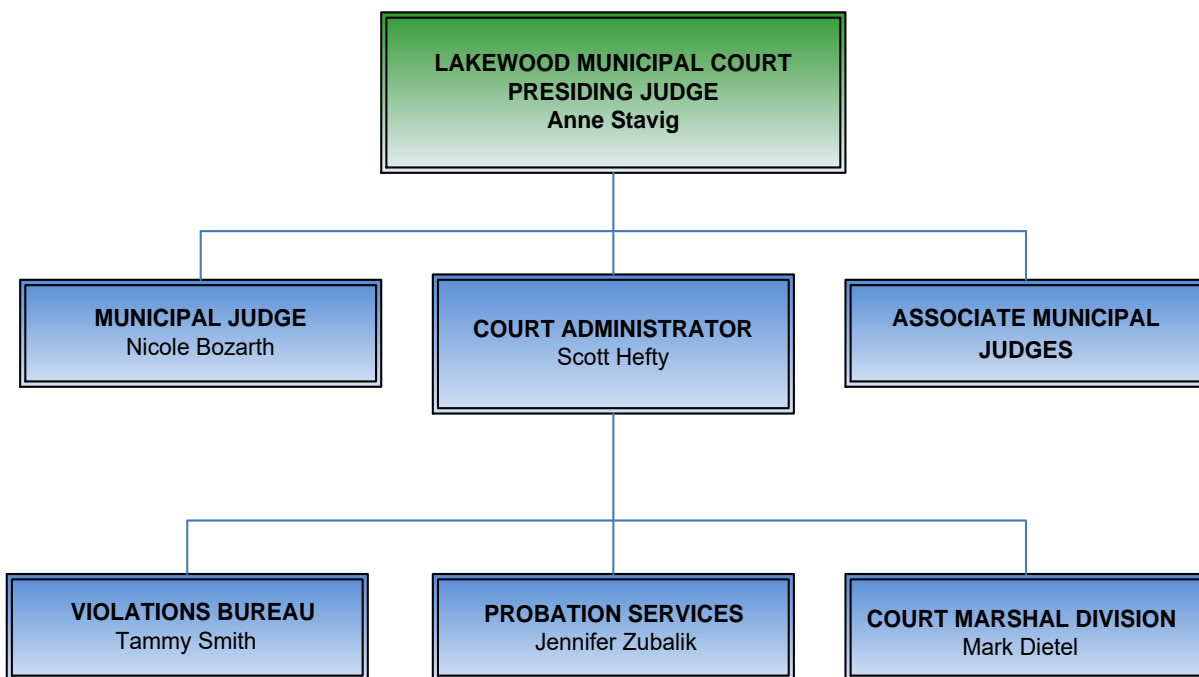 LAKEWOOD MUNICIPAL COURT
PRESIDING JUDGE
Anne Stavig
MUNICIPAL JUDGE
Nicole Bozarth
COURT ADMINISTRATOR
Scott Hefty
ASSOCIATE MUNICIPAL
JUDGES
VIOLATIONS BUREAU
Tammy Smith
PROBATION SERVICES
Jennifer Zubalik
COURT MARSHAL DIVISION
Mark Dietel